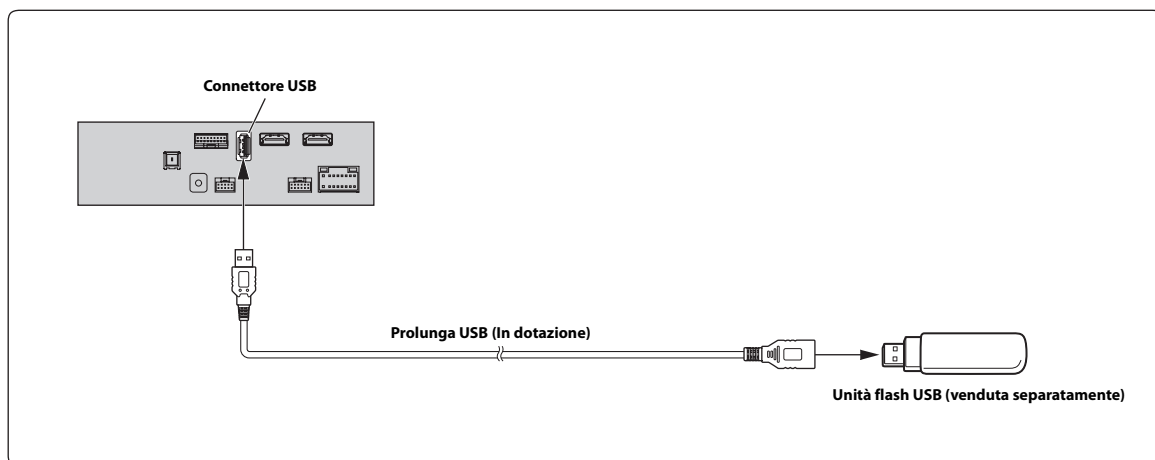 Connettore USB
Prolunga USB (In dotazione)
Unità flash USB (venduta separatamente)